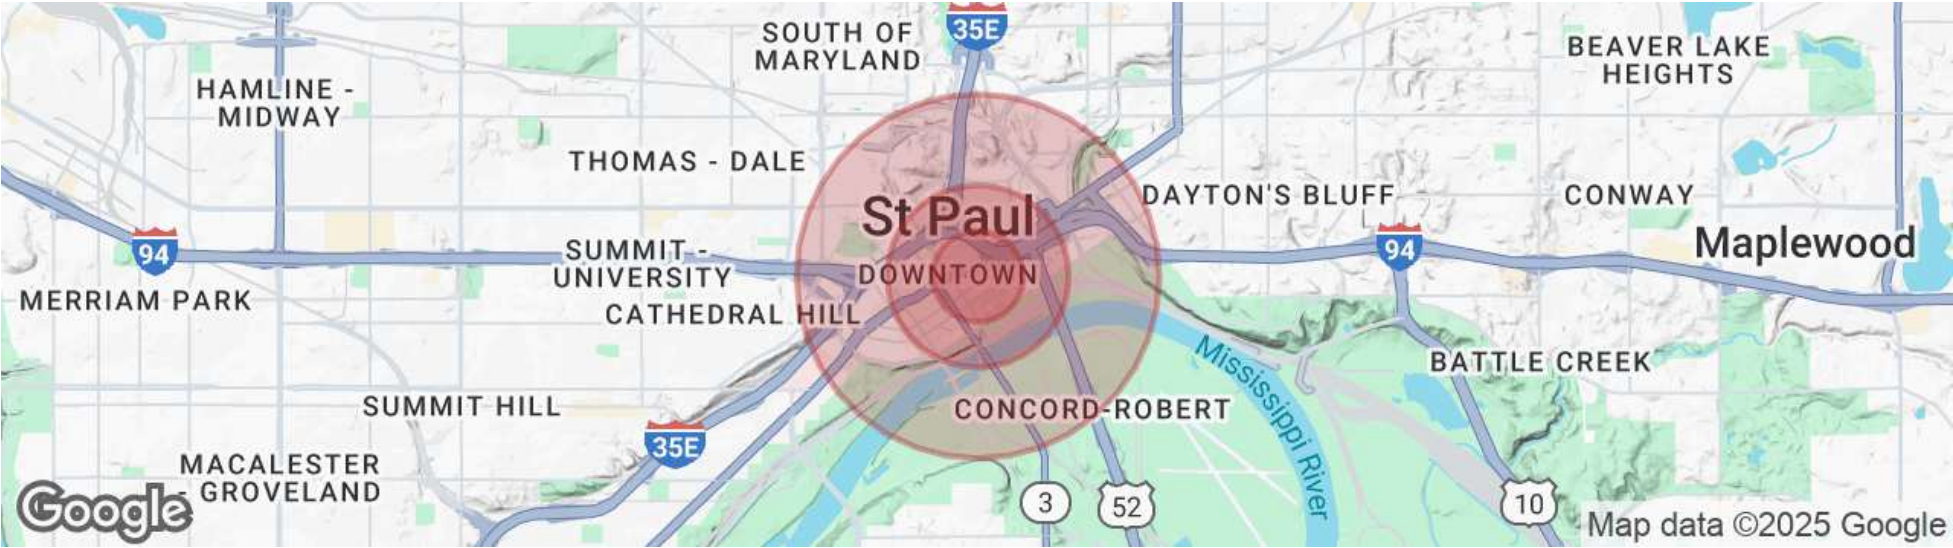 SOUTH OF
MARYLAND
35E
BEAVER LAKE
HEIGHTS
HAMLINE -
MIDWAY
THOMAS - DALE
St Paul
DAYTON'S BLUFF
CONWAY
94
SUMMIT -
UNIVERSITY
DOWNTOWN
94
Maplewood
MERRIAM PARK
CATHEDRAL HILL
Mississippi River
BATTLE CREEK
SUMMIT HILL
CONCORD-ROBERT
35E
MACALESTER
- GROVELAND
Google
3
52
10
Map data ©2025 Google